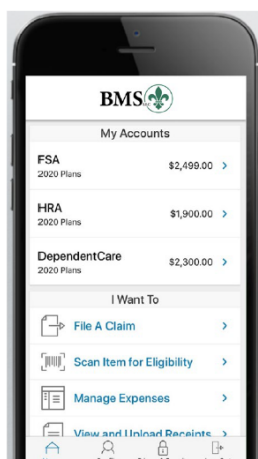 BMS
My Accounts
FSA
$2,499.00
2020 Plans
HRA
$1,900.00
2020 Plans
DependentCare
$2,300.00
2020 Plans
I Want To
File A Claim
Scan Item for Eligibility
Manage Expenses
View and Upload Receipts